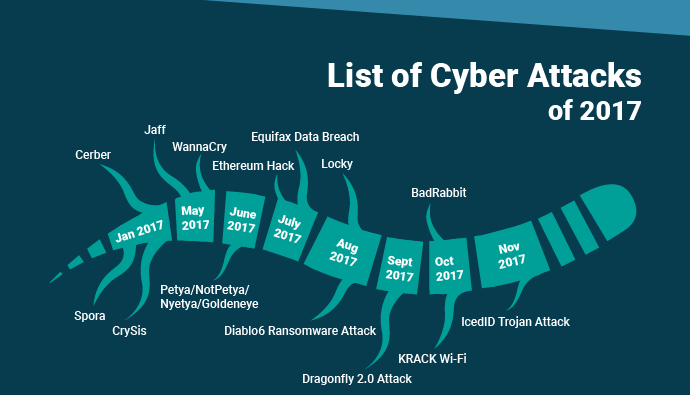 List of Cyber Attacks
of 2017
Jaff
WannaCry
Equifax Data Breach
Cerber
Ethereum Hack
Locky
BadRabbit
Jan 2017
May
2017
June
2017
July
2017
Aug
2017
Sept
2017
Oct
2017
Nov
2017
Spora
CrySis
Petya/NotPetya/
Nyetya/Goldeneye
Diablo6 Ransomware Attack
Dragonfly 2.0 Attack
KRACK Wi-Fi
IcedID Trojan Attack